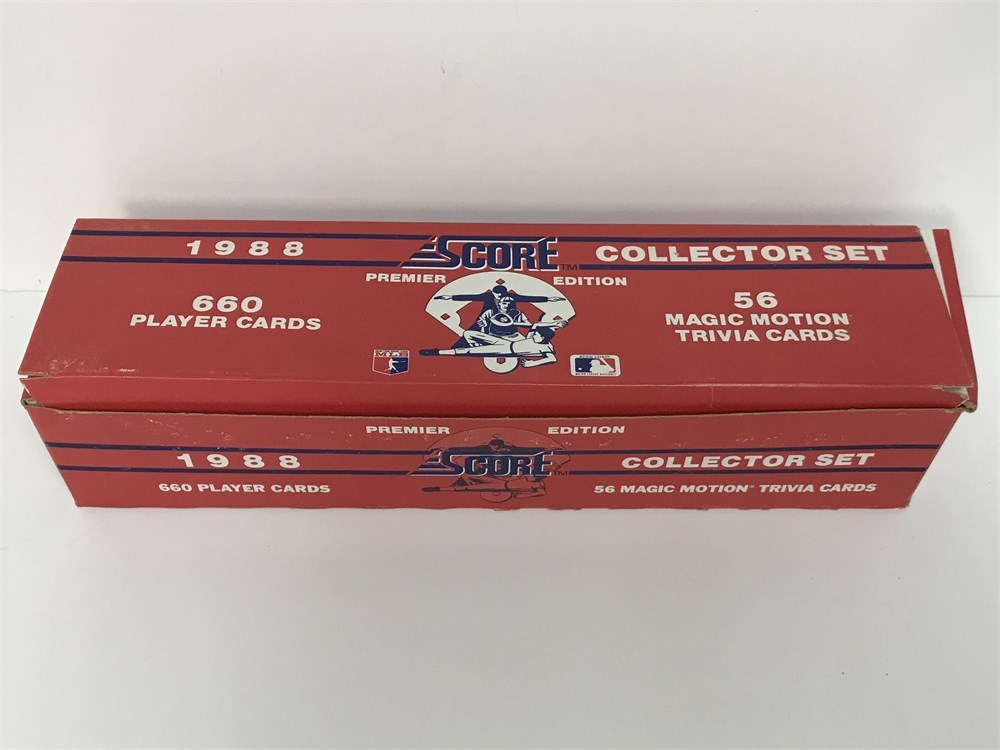 1988
SCORE™
COLLECTOR SET
PREMIER EDITION
660
PLAYER CARDS
56
MAGIC MOTION
TRIVIA CARDS
PREMIER EDITION
1988
SCORE
COLLECTOR SET
660 PLAYER CARDS
56 MAGIC MOTION TRIVIA CARDS